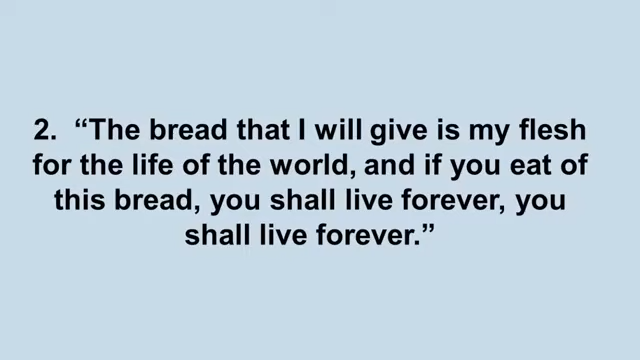 2.  “The bread that I will give is my flesh
for the life of the world, and if you eat of
this bread, you shall live forever, you
shall live forever.”